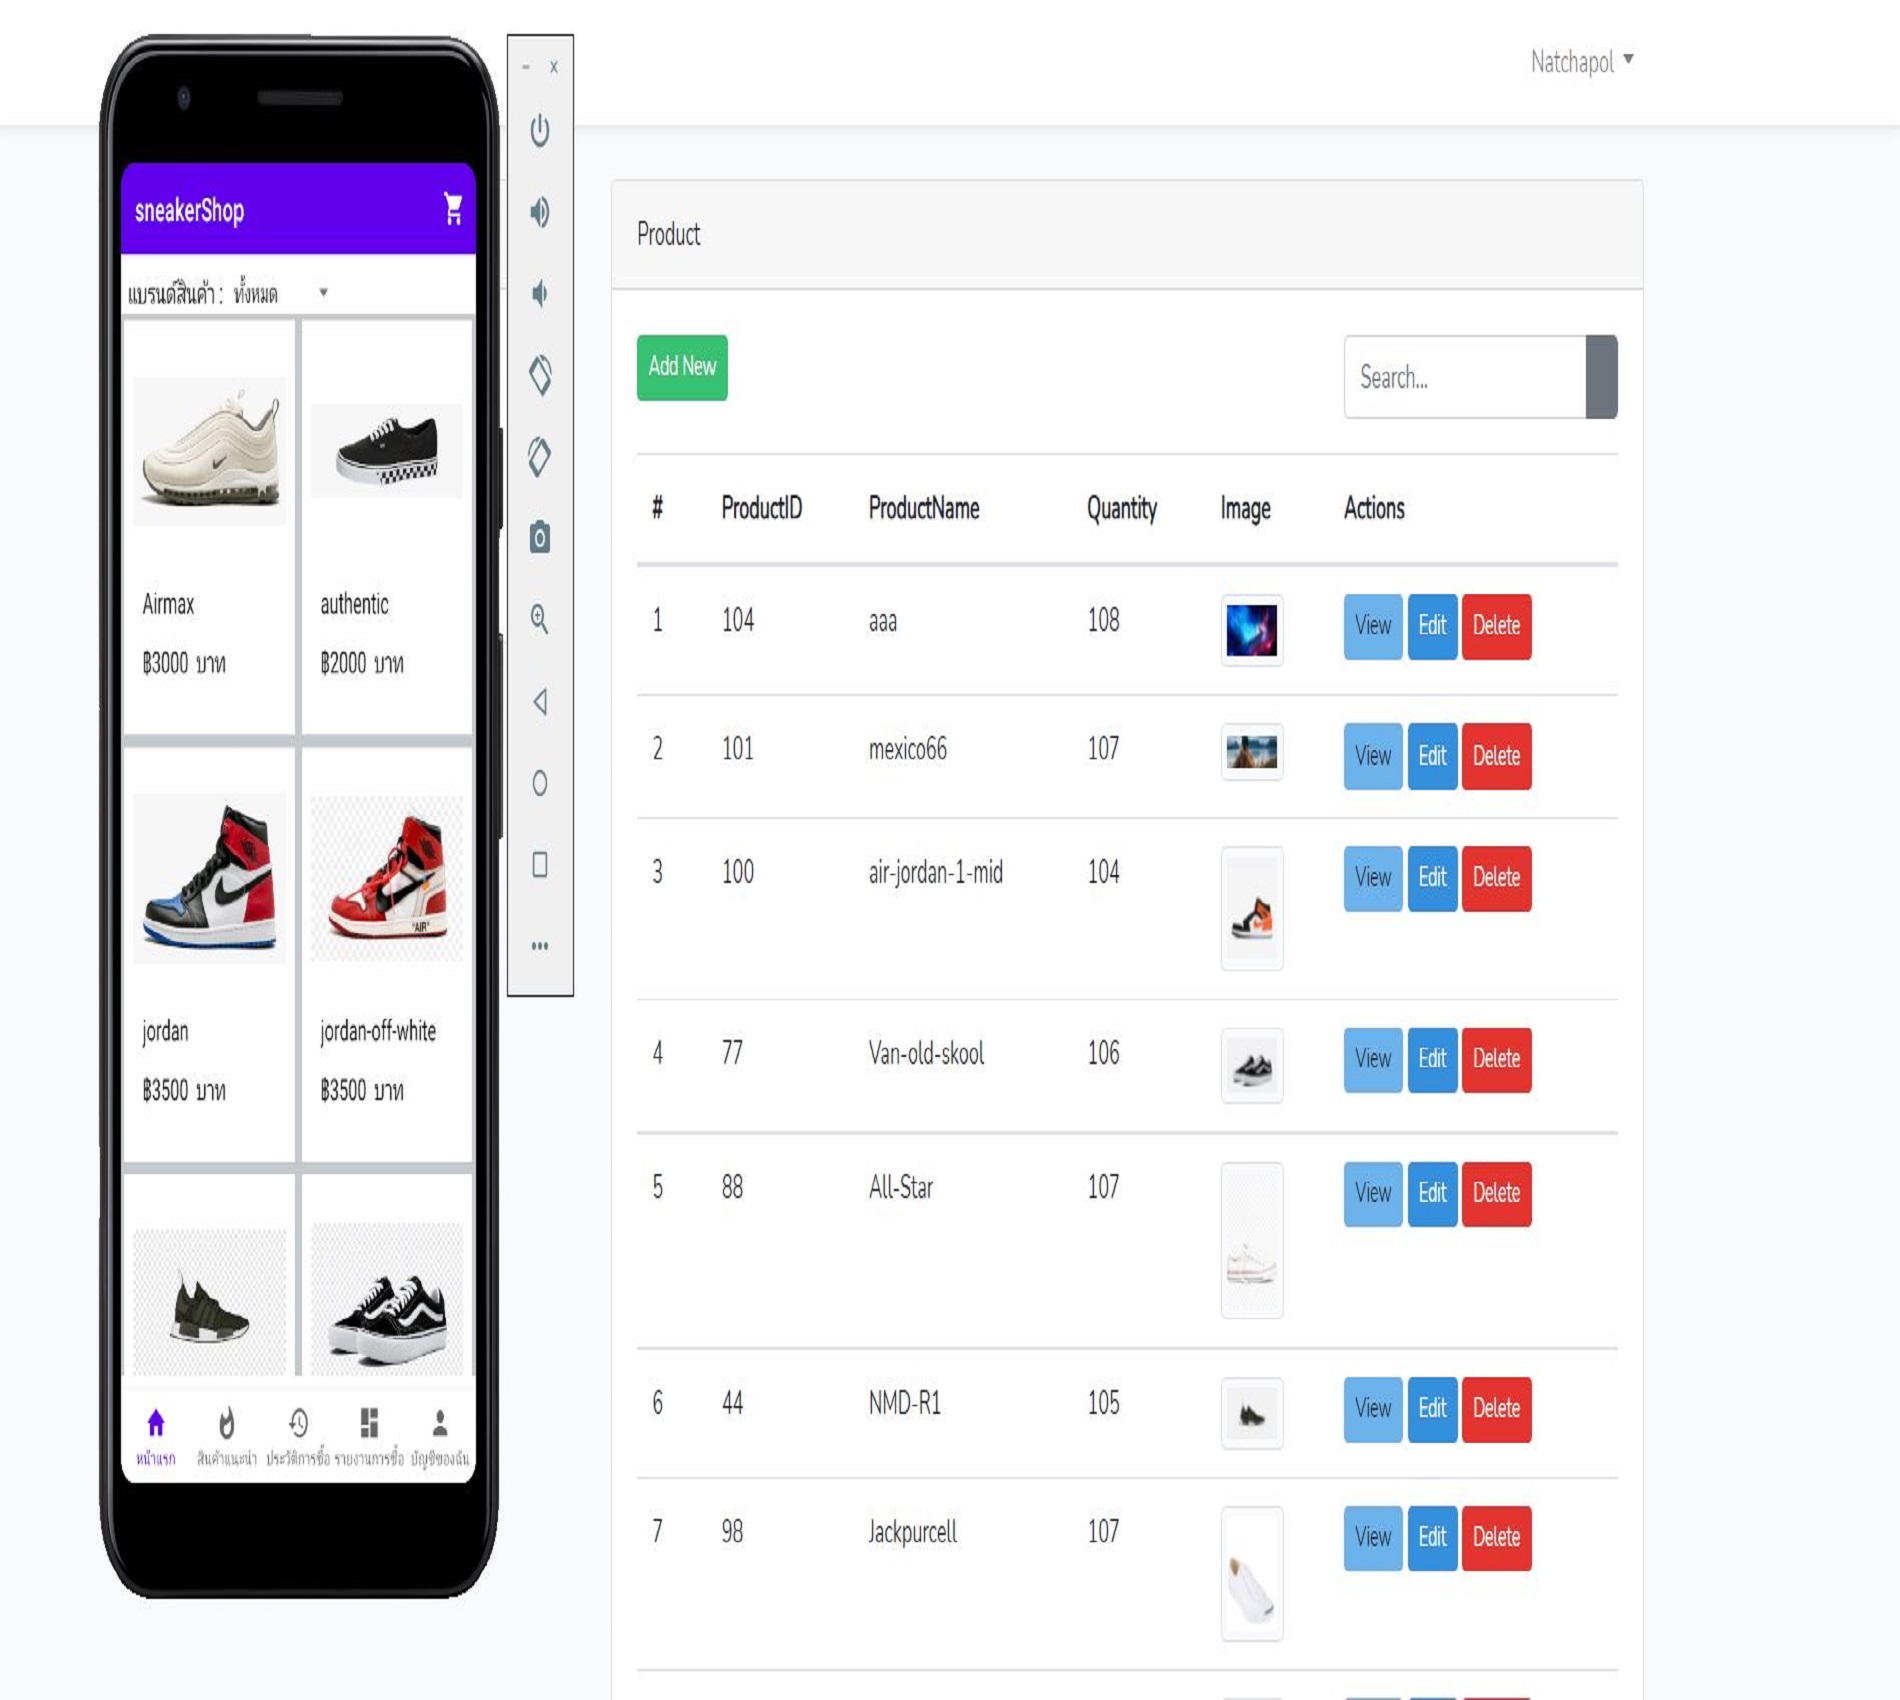 Natchapol
sneakerShop
แบรนด์สินค้า : ทั้งหมด
Airmax
฿3000 บาท
authentic
฿2000 บาท
jordan
฿3500 บาท
jordan-off-white
฿3500 บาท
"AIR"
หน้าแรก สินค้าแนะนำ ประวัติการซื้อ รายงานการซื้อ บัญชีของฉัน
Product
Add New
Search...
# ProductID ProductName Quantity Image Actions
1 104 aaa 108 View Edit Delete
2 101 mexico66 107 View Edit Delete
3 100 air-jordan-1-mid 104 View Edit Delete
4 77 Van-old-skool 106 View Edit Delete
5 88 All-Star 107 View Edit Delete
6 44 NMD-R1 105 View Edit Delete
7 98 Jackpurcell 107 View Edit Delete